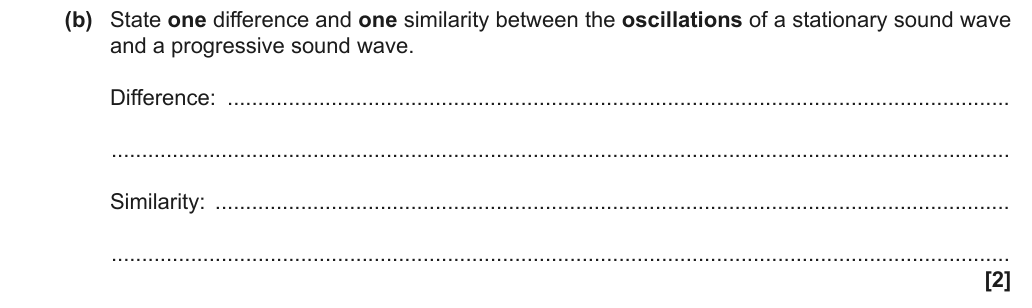 (b) State one difference and one similarity between the oscillations of a stationary sound wave
and a progressive sound wave.
Difference: ....................................................................................................................................
....................................................................................................................................................
Similarity: ......................................................................................................................................
....................................................................................................................................................
[2]